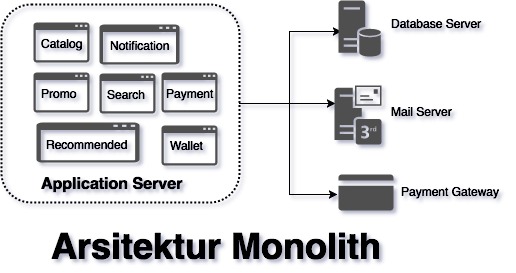 Catalog
Notification
Promo
Search
Payment
Recommended
Wallet
Application Server
Database Server
Mail Server
3rd
Payment Gateway
Arsitektur Monolith